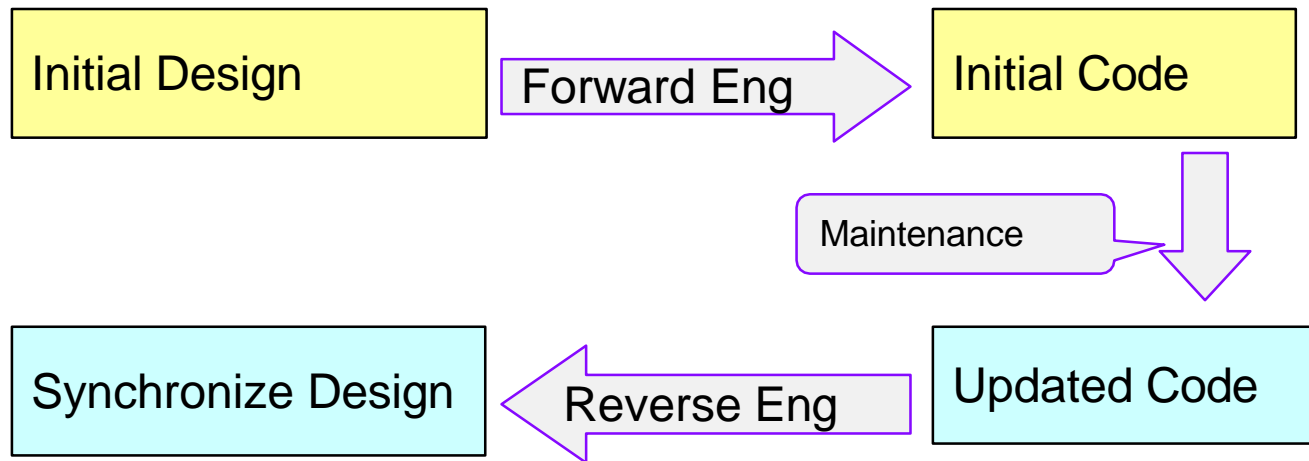 Initial Design
Forward Eng
Initial Code
Maintenance
Synchronize Design
Reverse Eng
Updated Code